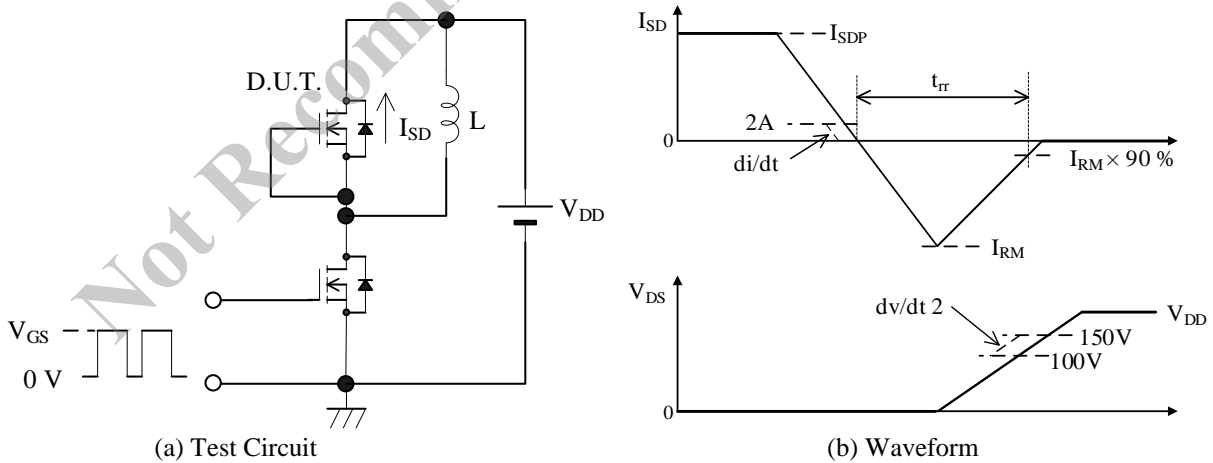 Not Recomm
D.U.T.
I_SD
L
V_DD
V_GS
0 V
(a) Test Circuit
I_SD
I_SDP
t_rr
2A
0
di/dt
I_RM × 90 %
I_RM
V_DS
dv/dt 2
V_DD
150V
100V
0
(b) Waveform